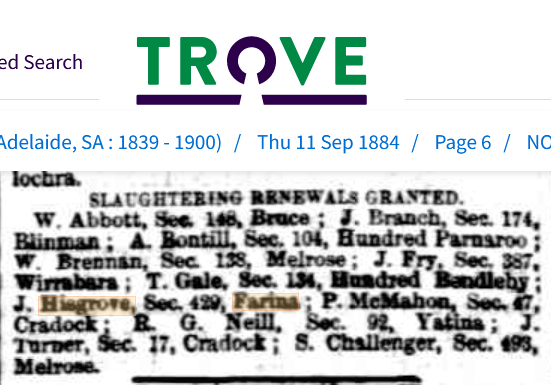 ed Search
TROVE
Adelaide, SA : 1839 - 1900) / Thu 11 Sep 1884 / Page 6 / NO
lochra.
SLAUGHTERING RENEWALS GRANTED.
W. Abbott, Sec. 148, Bruce ; J. Branch, Sec. 174,
Blinman ; A. Bontill, Sec. 104, Hundred Parnaroo ;
W. Brennan, Sec. 138, Melrose ; J. Fry, Sec. 387,
Wirrabara ; T. Gale, Sec. 134, Hundred Bendleby ;
J. Hisgrove, Sec. 429, Farina ; P. McMahon, Sec. 47,
Cradock ; R. G. Neill, Sec. 92, Yatina ; J.
Turner, Sec. 17, Cradock ; S. Challenger, Sec. 493,
Melrose.